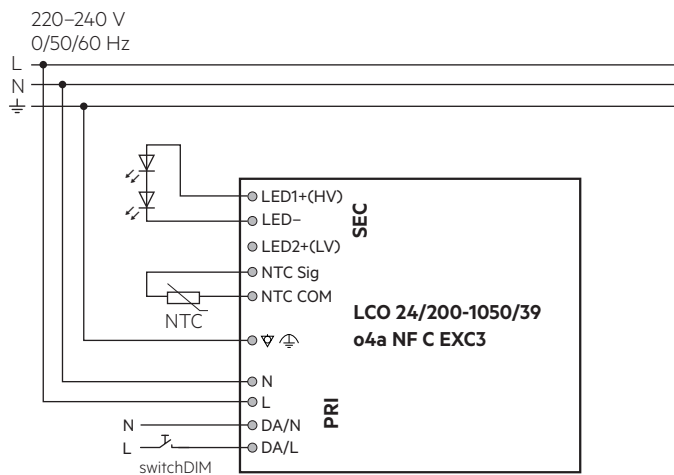 220–240 V
0/50/60 Hz
L
N
LED1+(HV)
LED–
SEC
LED2+(LV)
NTC Sig
NTC COM
NTC
LCO 24/200-1050/39
o4a NF C EXC3
N
L
PRI
N
DA/N
L
DA/L
switchDIM